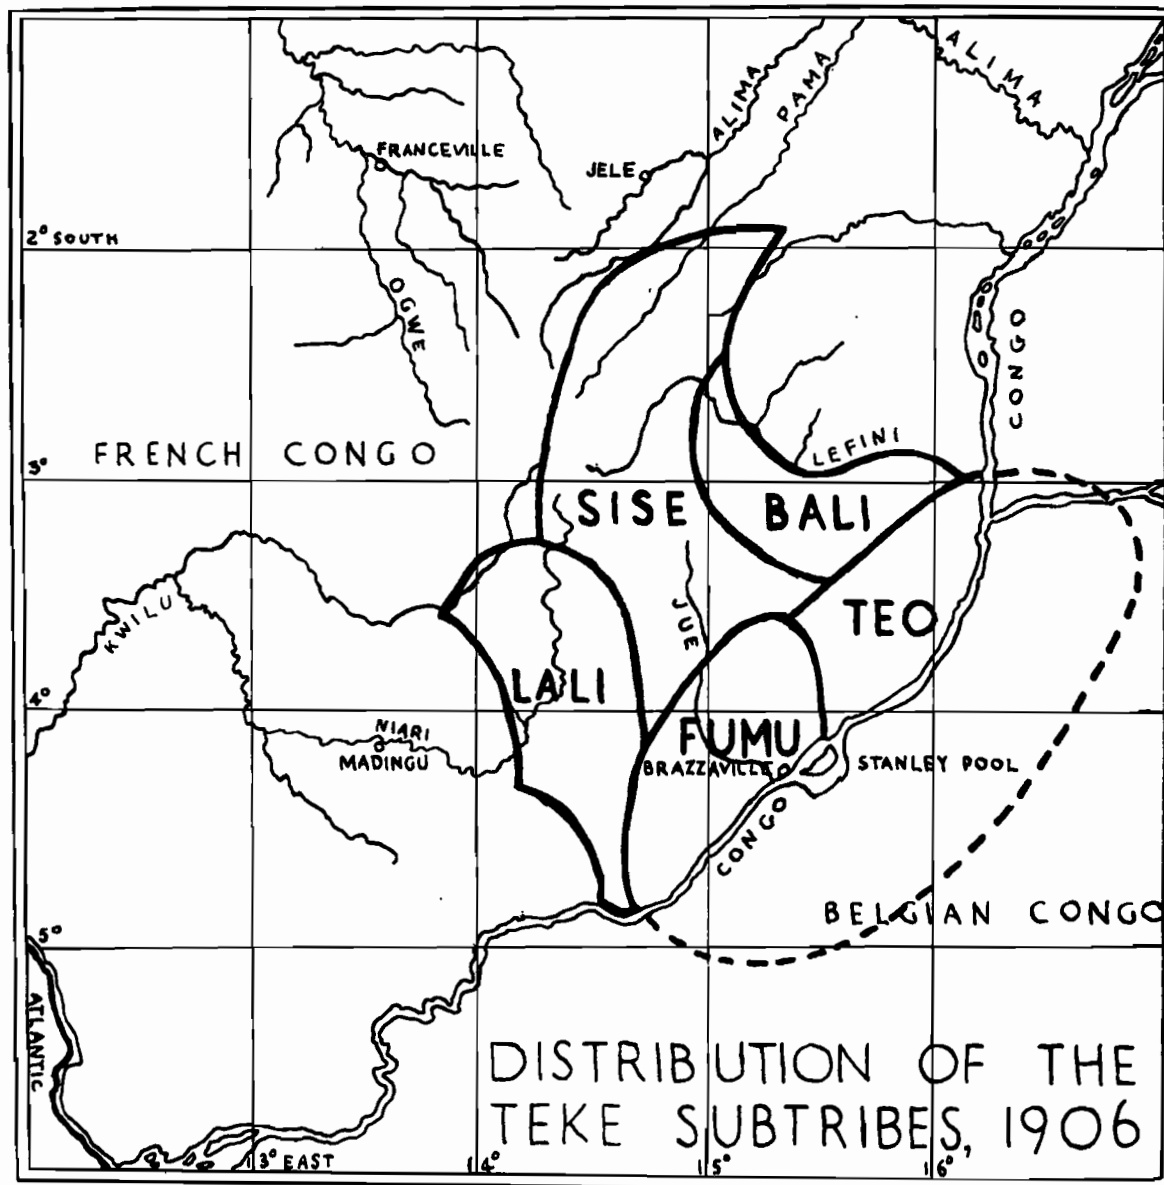 ALIMA
PAMA
ALIMA
FRANCEVILLE
JELE
2° SOUTH
OGWE
CONGO
FRENCH CONGO
LEFINI
3°
SISE
BALI
KWILU
JUE
TEO
LALI
4°
NIARI
MADINGU
FUMU
BRAZZAVILLE
STANLEY POOL
CONGO
BELGIAN CONGO
5°
ATLANTIC
DISTRIBUTION OF THE
TEKE SUBTRIBES, 1906
13° EAST
14°
15°
16°